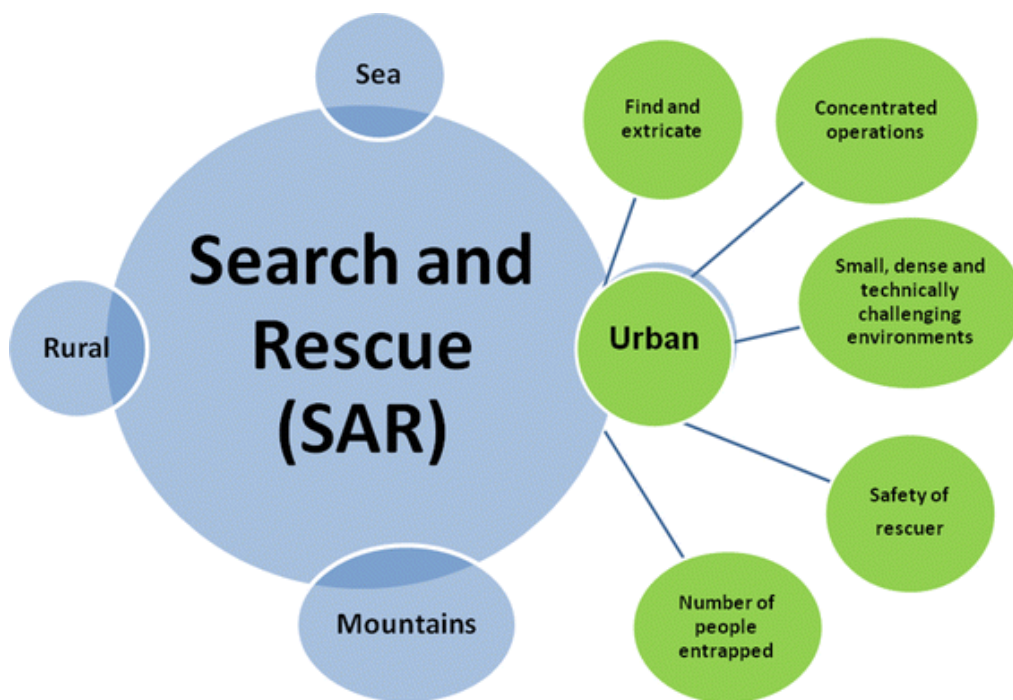 Sea
Search and
Rescue
(SAR)
Rural
Mountains
Urban
Find and
extricate
Concentrated
operations
Small, dense and
technically
challenging
environments
Safety of
rescuer
Number of
people
entrapped